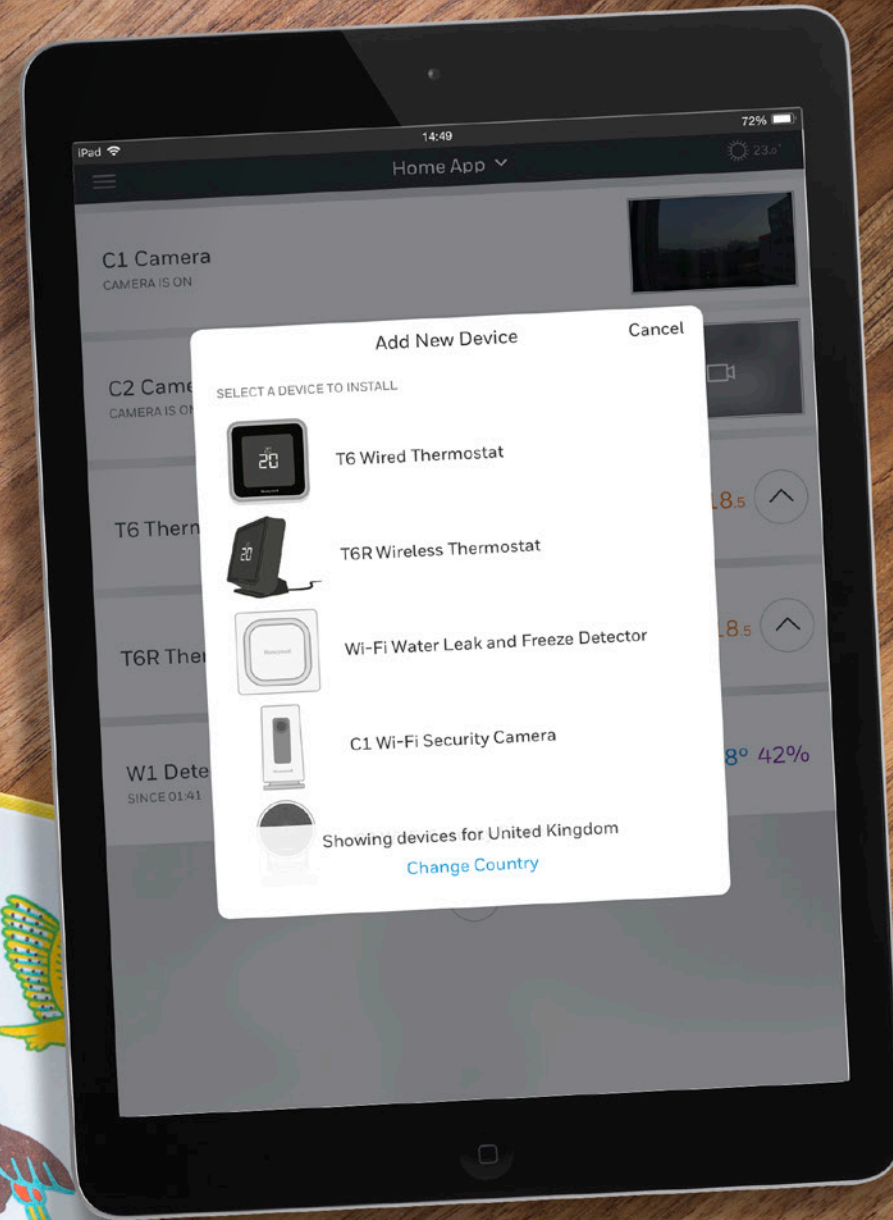 iPad
14:49
72%
Home App
23.0°
C1 Camera
CAMERA IS ON
C2 Came
CAMERA IS ON
T6 Therm
18.5
T6R Ther
18.5
W1 Dete
SINCE 01:41
8° 42%
Add New Device
Cancel
SELECT A DEVICE TO INSTALL
20
T6 Wired Thermostat
20
T6R Wireless Thermostat
Honeywell
Wi-Fi Water Leak and Freeze Detector
C1 Wi-Fi Security Camera
Showing devices for United Kingdom
Change Country